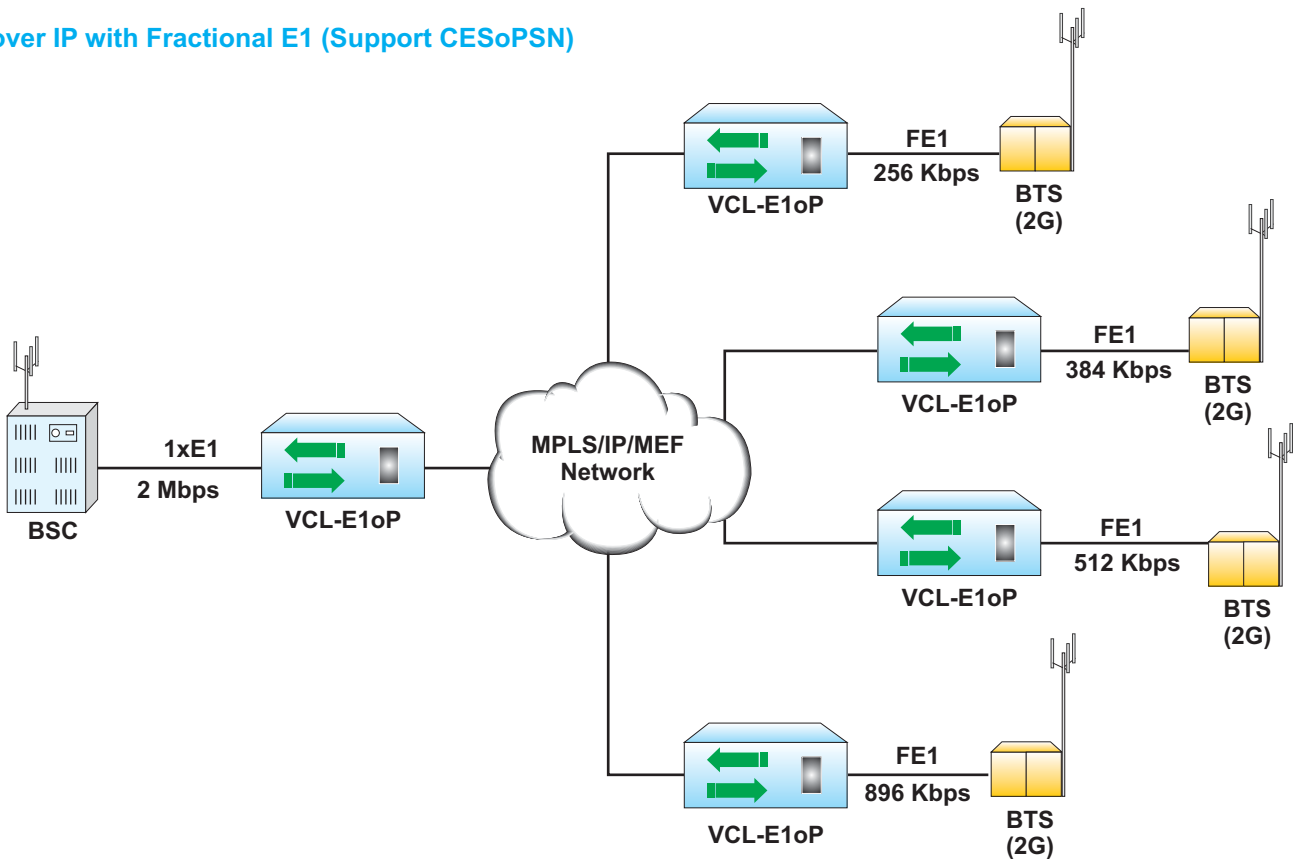 over IP with Fractional E1 (Support CESoPSN)
FE1
256 Kbps
VCL-E1oP
BTS
(2G)
FE1
384 Kbps
VCL-E1oP
BTS
(2G)
1xE1
2 Mbps
BSC
VCL-E1oP
MPLS/IP/MEF
Network
FE1
512 Kbps
VCL-E1oP
BTS
(2G)
FE1
896 Kbps
VCL-E1oP
BTS
(2G)